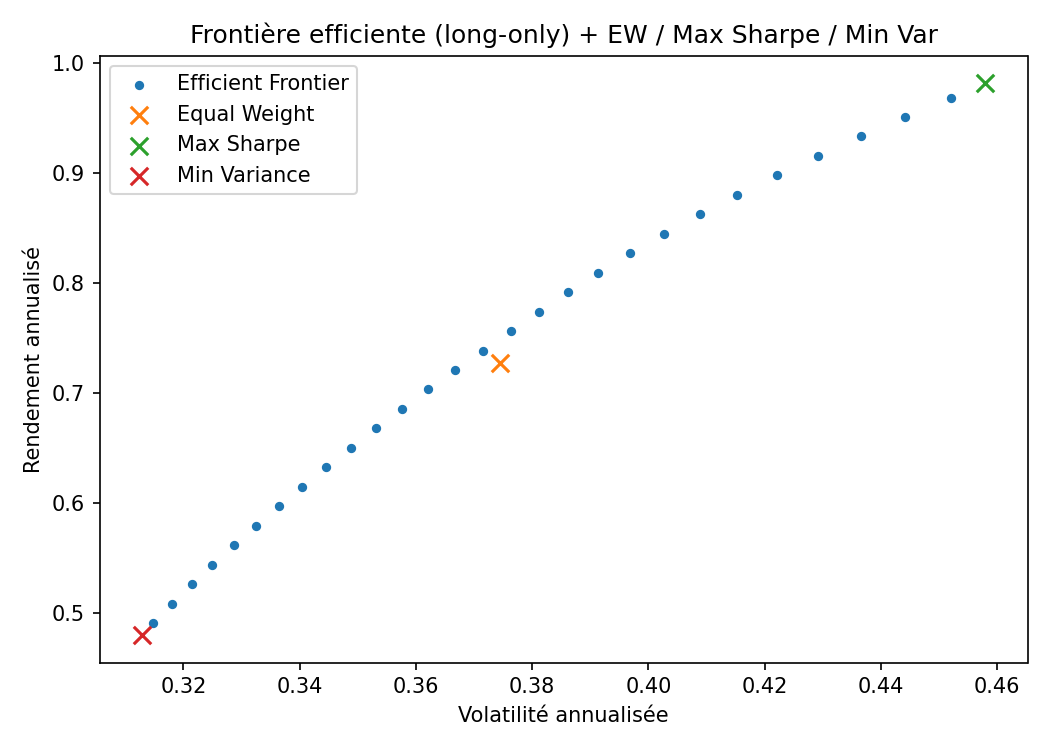 Frontière efficiente (long-only) + EW / Max Sharpe / Min Var
Efficient Frontier
Equal Weight
Max Sharpe
Min Variance
Rendement annualisé
1.0
0.9
0.8
0.7
0.6
0.5
0.32 0.34 0.36 0.38 0.40 0.42 0.44 0.46
Volatilité annualisée